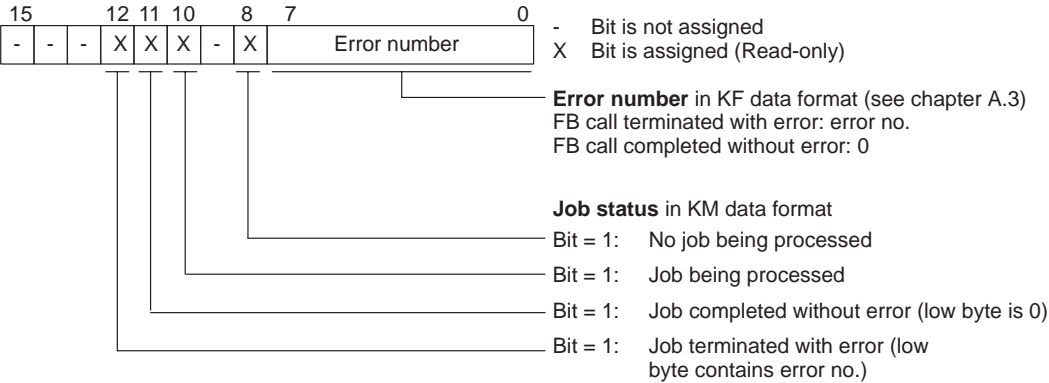 15 12 11 10 8 7 0
- - - X X X - X Error number
- Bit is not assigned
X Bit is assigned (Read-only)
Error number in KF data format (see chapter A.3)
FB call terminated with error: error no.
FB call completed without error: 0
Job status in KM data format
Bit = 1: No job being processed
Bit = 1: Job being processed
Bit = 1: Job completed without error (low byte is 0)
Bit = 1: Job terminated with error (low
byte contains error no.)